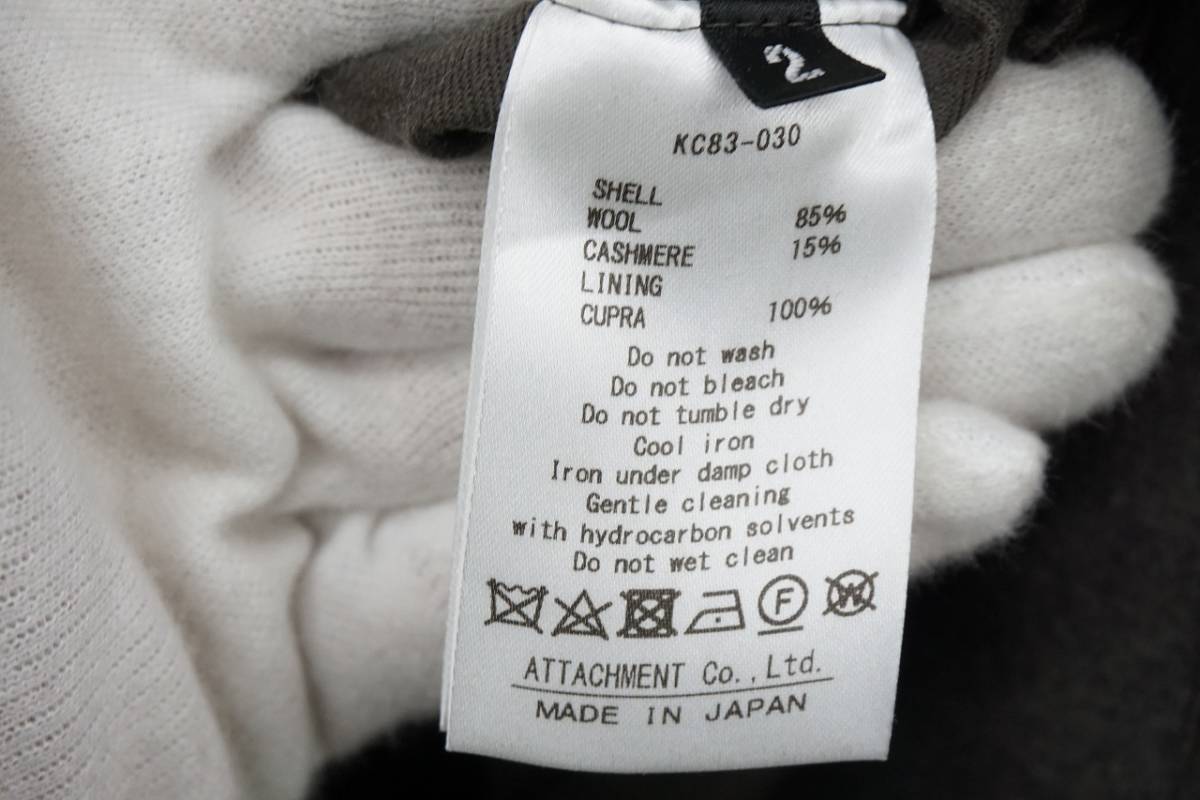 2
KC83-030
SHELL
WOOL 85%
CASHMERE 15%
LINING
CUPRA 100%
Do not wash
Do not bleach
Do not tumble dry
Cool iron
Iron under damp cloth
Gentle cleaning
with hydrocarbon solvents
Do not wet clean
F W
ATTACHMENT Co., Ltd.
MADE IN JAPAN